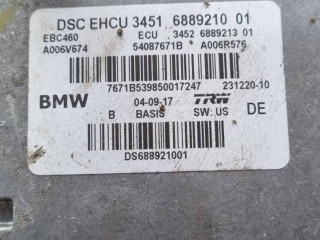 DSC EHCU 3451 6889210 01
EBC460 ECU 3452 6889213 01
A006V674 54087671B A006R576
7671B539850017247 231220-10
BMW 04-09-17 TRW DE
B BASIS SW: US
DS688921001